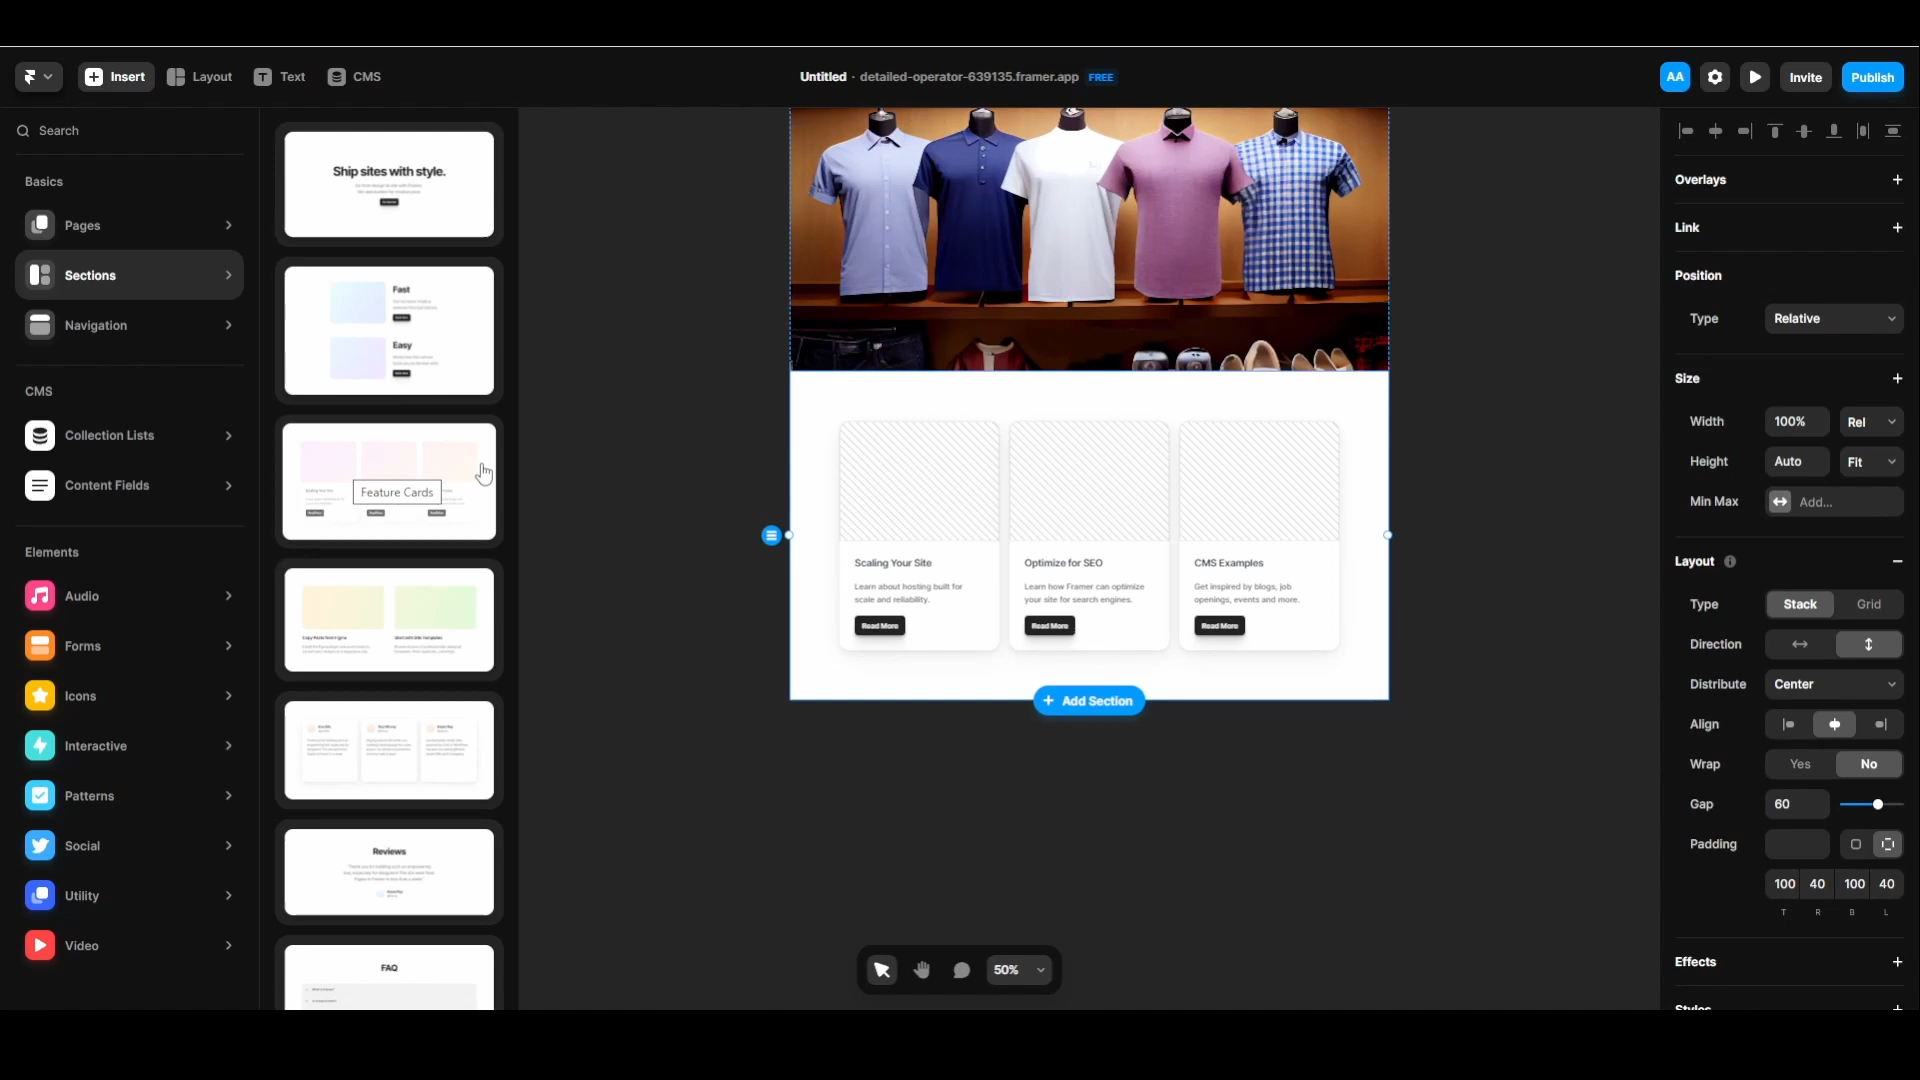 Insert
Layout
Text
CMS
Untitled · detailed-operator-639135.framer.app FREE
AA
Invite
Publish
Search
Basics
Pages
Sections
Navigation
CMS
Collection Lists
Content Fields
Elements
Audio
Forms
Icons
Interactive
Patterns
Social
Utility
Video
Ship sites with style.
Fast
Easy
Feature Cards
Reviews
FAQ
Scaling Your Site
Learn about hosting built for
scale and reliability.
Read More
Optimize for SEO
Learn how Framer can optimize
your site for search engines.
Read More
CMS Examples
Get inspired by blogs, job
openings, events and more.
Read More
+ Add Section
50%
Overlays
Link
Position
Type Relative
Size
Width 100% Rel
Height Auto Fit
Min Max Add...
Layout
Type Stack Grid
Direction
Distribute Center
Align
Wrap Yes No
Gap 60
Padding
100 40 100 40
T R B L
Effects
Styles